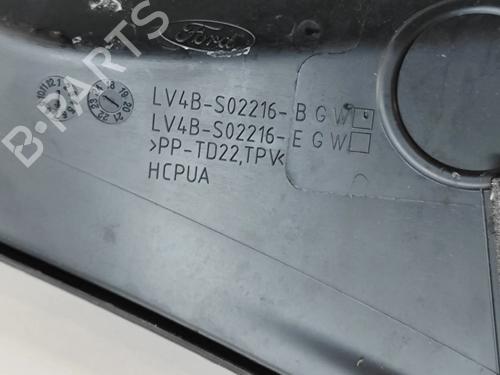 Ford
LV4B-S02216-BGW
LV4B-S02216-EGW
>PP-TD22,TPV<
HCPUA
B-PARTS